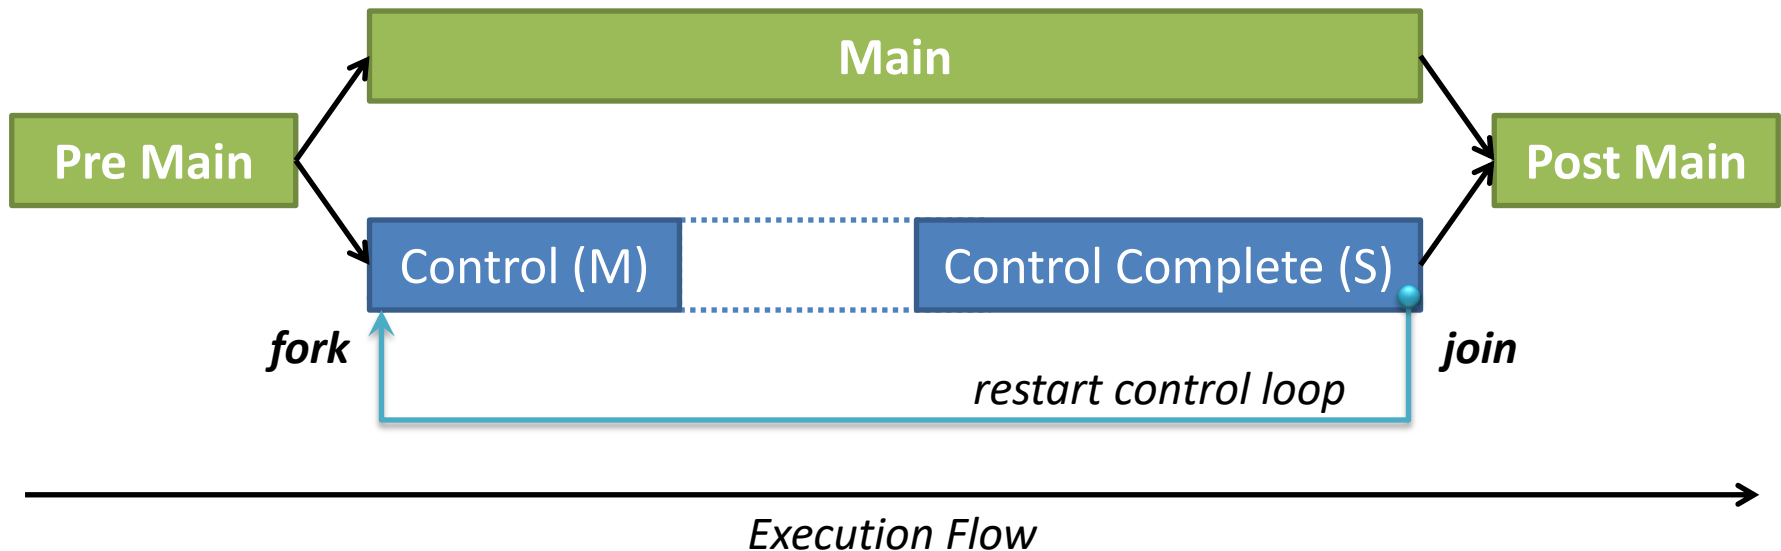 Main
Pre Main
Post Main
Control (M)
Control Complete (S)
fork
join
restart control loop
Execution Flow